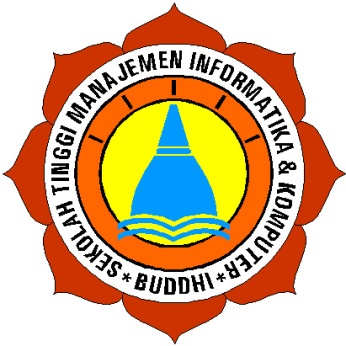 SEKOLAH TINGGI MANAJEMEN INFORMATIKA & KOMPUTER
* BUDDHI *